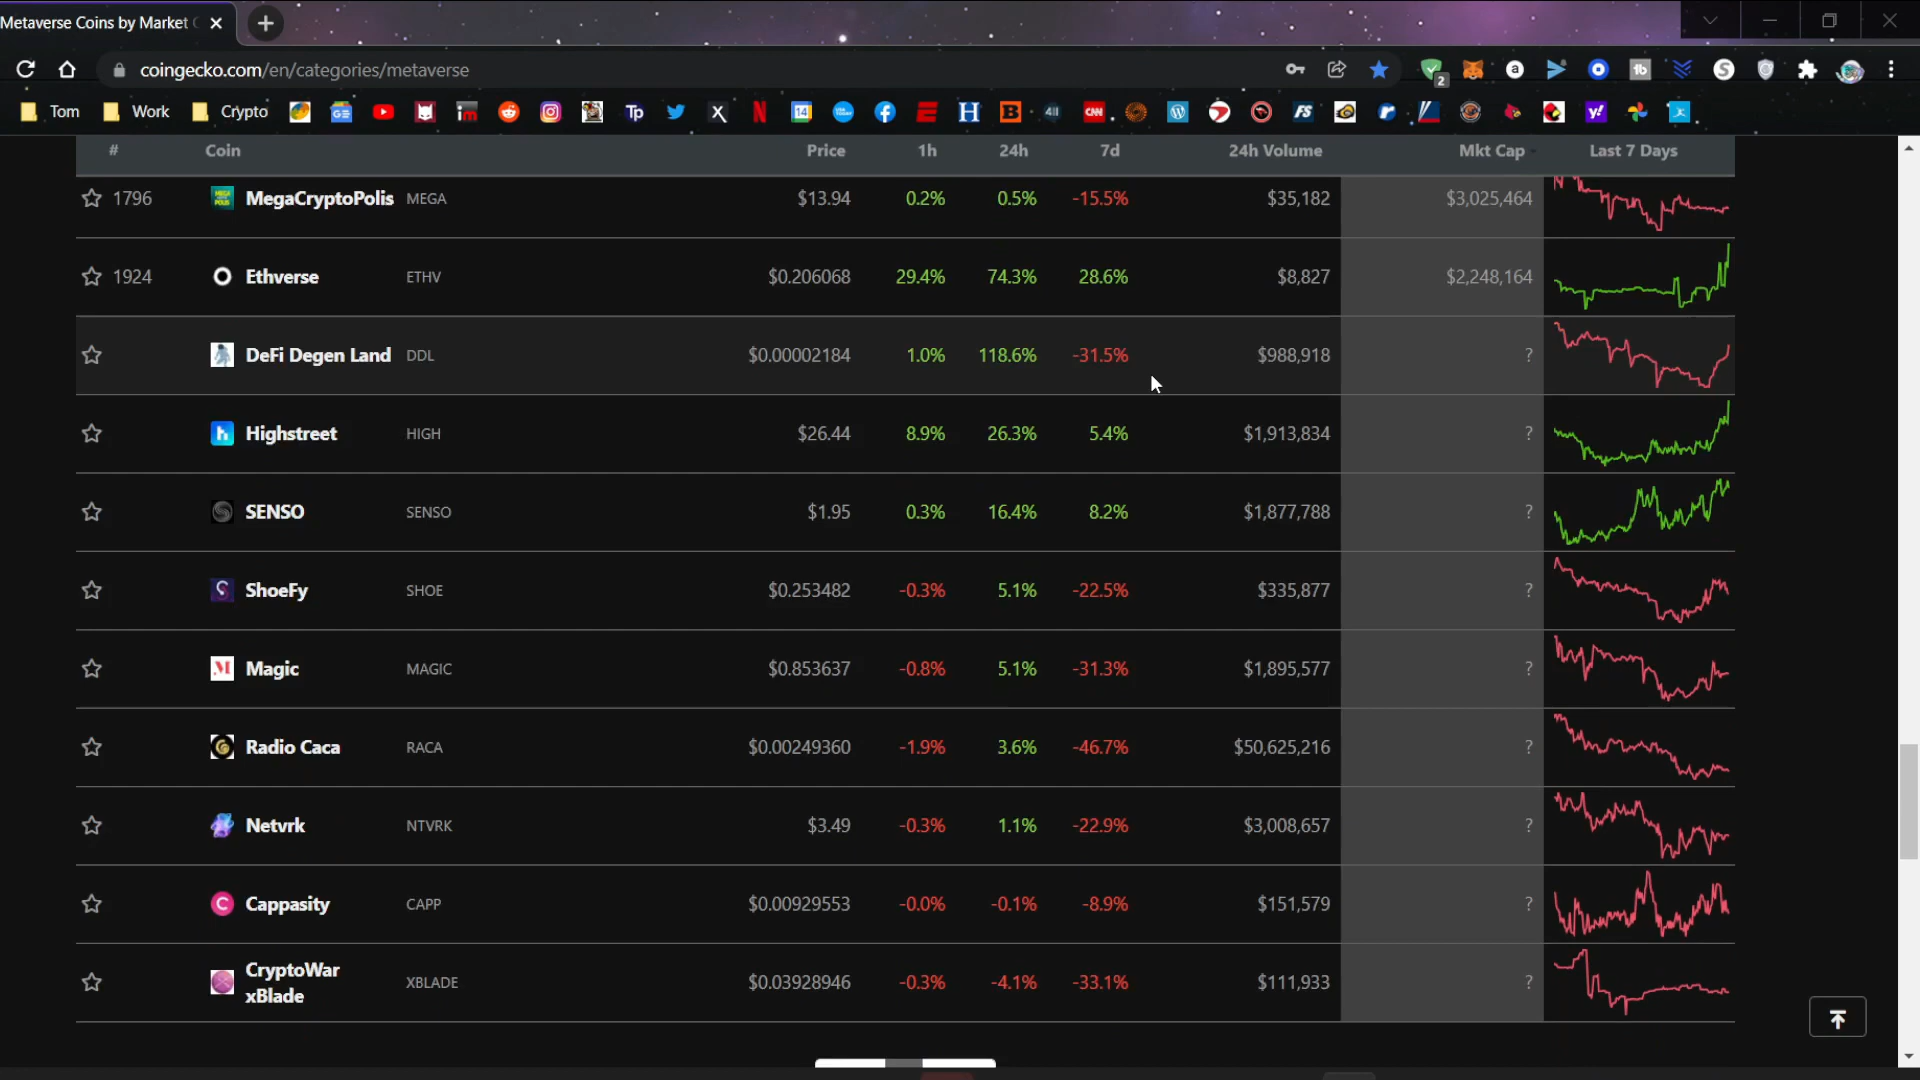 Metaverse Coins by Market
coingecko.com/en/categories/metaverse
2
Tom Work Crypto
# Coin Price 1h 24h 7d 24h Volume Mkt Cap Last 7 Days
1796 MegaCryptoPolis MEGA $13.94 0.2% 0.5% -15.5% $35,182 $3,025,464
1924 Ethverse ETHV $0.206068 29.4% 74.3% 28.6% $8,827 $2,248,164
DeFi Degen Land DDL $0.00002184 1.0% 118.6% -31.5% $988,918 ?
Highstreet HIGH $26.44 8.9% 26.3% 5.4% $1,913,834 ?
SENSO SENSO $1.95 0.3% 16.4% 8.2% $1,877,788 ?
ShoeFy SHOE $0.253482 -0.3% 5.1% -22.5% $335,877 ?
Magic MAGIC $0.853637 -0.8% 5.1% -31.3% $1,895,577 ?
Radio Caca RACA $0.00249360 -1.9% 3.6% -46.7% $50,625,216 ?
Netvrk NTVRK $3.49 -0.3% 1.1% -22.9% $3,008,657 ?
Cappasity CAPP $0.00929553 -0.0% -0.1% -8.9% $151,579 ?
CryptoWar
xBlade XBLADE $0.03928946 -0.3% -4.1% -33.1% $111,933 ?